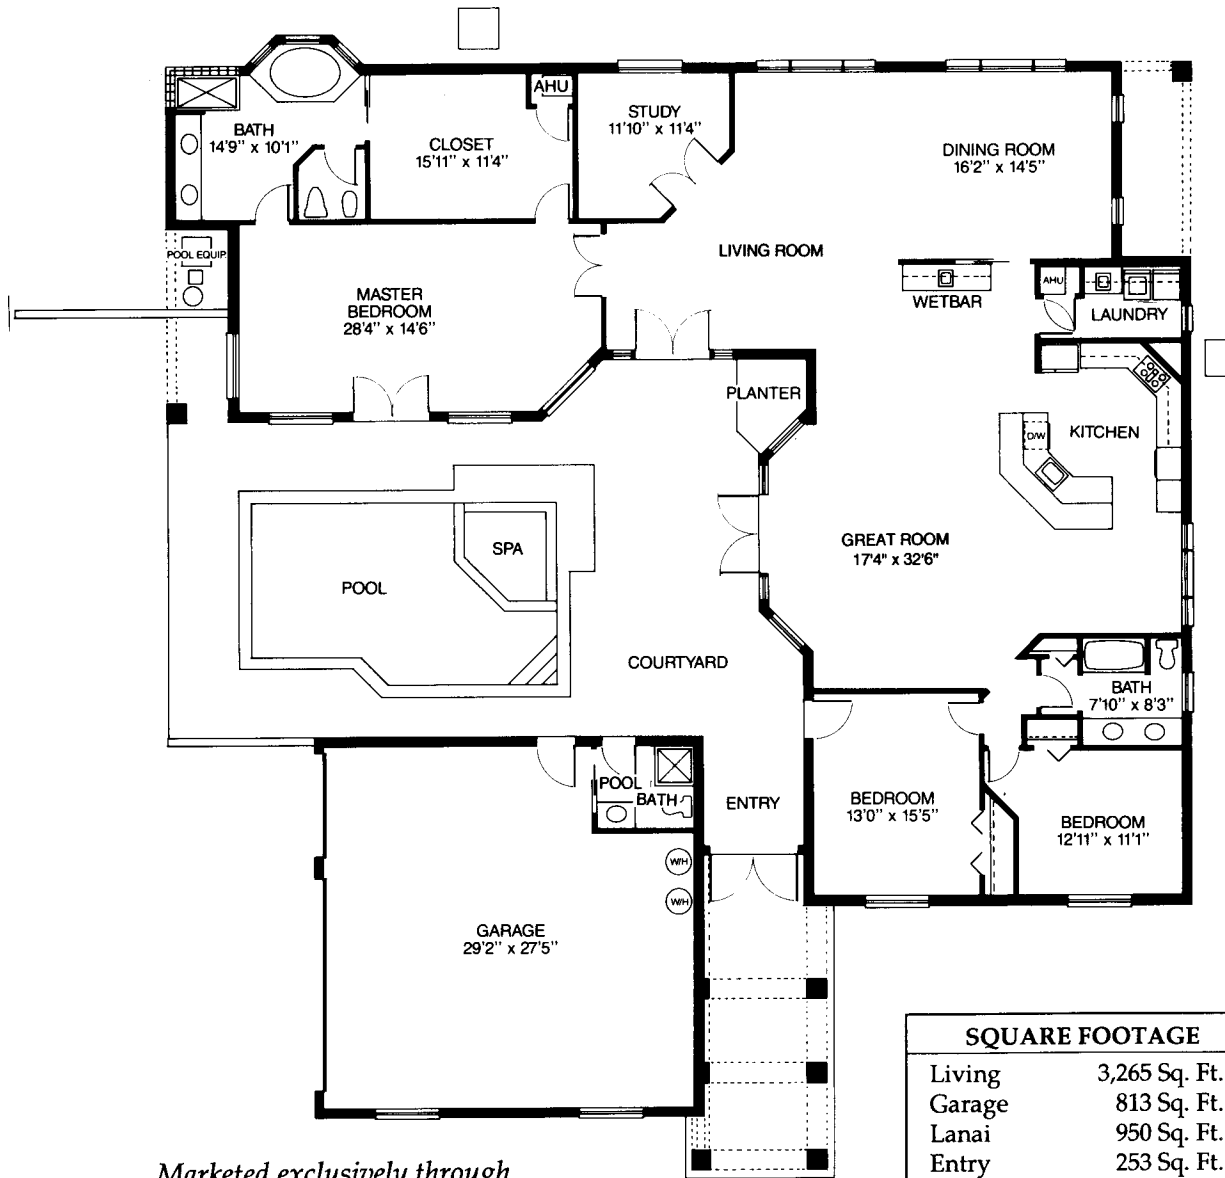 AHU
STUDY
11'10" x 11'4"
BATH
14'9" x 10'1"
CLOSET
15'11" x 11'4"
DINING ROOM
16'2" x 14'5"
POOL EQUIP.
LIVING ROOM
MASTER
BEDROOM
28'4" x 14'6"
WETBAR
AHU
LAUNDRY
PLANTER
D/W
KITCHEN
GREAT ROOM
17'4" x 32'6"
SPA
POOL
COURTYARD
BATH
7'10" x 8'3"
POOL
BATH
ENTRY
BEDROOM
13'0" x 15'5"
BEDROOM
12'11" x 11'1"
W/H
W/H
GARAGE
29'2" x 27'5"
SQUARE FOOTAGE
Living 3,265 Sq. Ft.
Garage 813 Sq. Ft.
Lanai 950 Sq. Ft.
Entry 253 Sq. Ft.
Marketed exclusively through